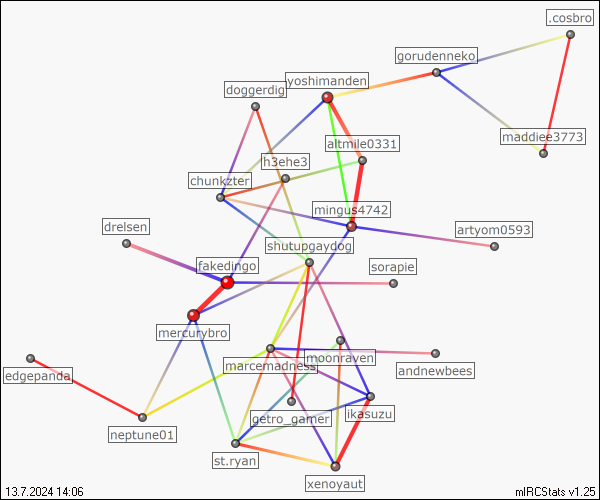 .cosbro
gorudenneko
yoshimanden
doggerdig
maddiee3773
altmile0331
h3ehe3
chunkzter
mingus4742
drelsen
artyom0593
shutupgaydog
fakedingo
sorapie
mercurybro
moonraven
marcemadness
andnewbees
edgepanda
getro_gamer
ikasuzu
neptune01
st.ryan
xenoyaut
13.7.2024 14:06
mIRCStats v1.25